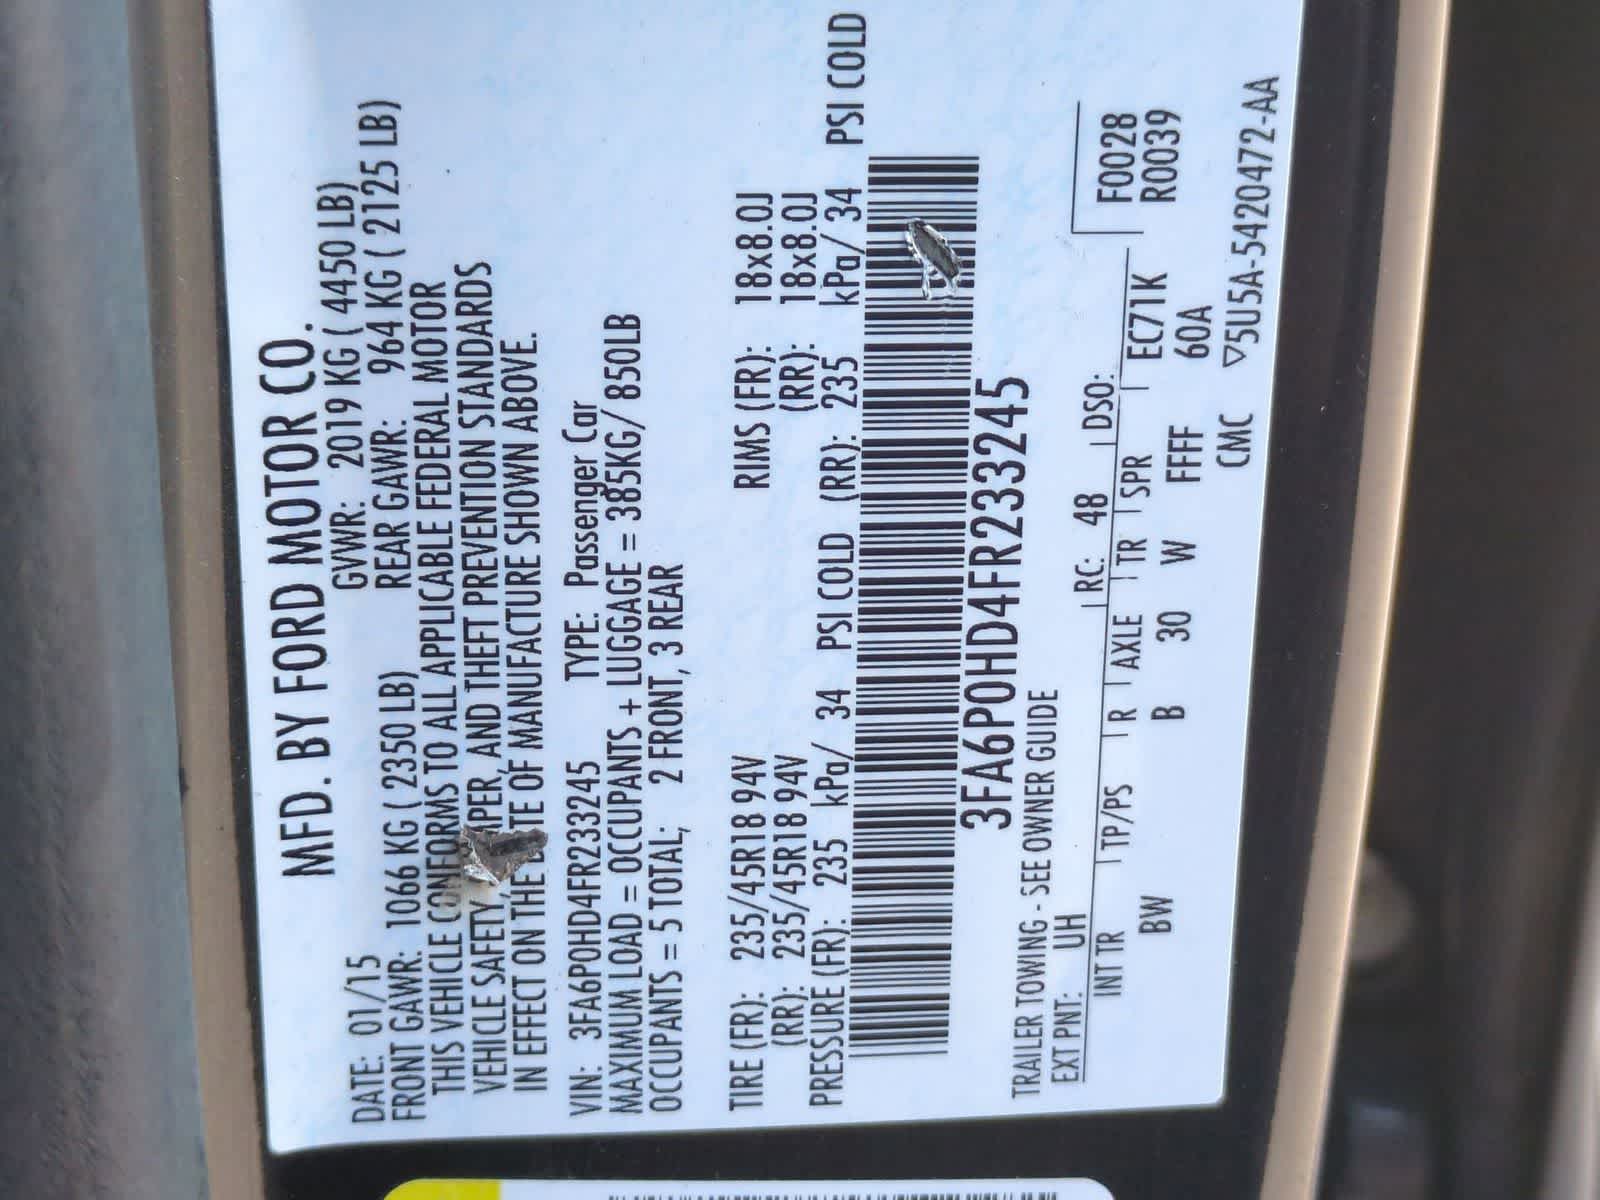 MFD. BY FORD MOTOR CO.
DATE: 01/15 GVWR: 2019 KG ( 4450 LB)
FRONT GAWR: 1066 KG ( 2350 LB) REAR GAWR: 964 KG ( 2125 LB)
THIS VEHICLE CONFORMS TO ALL APPLICABLE FEDERAL MOTOR
VEHICLE SAFETY, AND THEFT PREVENTION STANDARDS
IN EFFECT ON THE OF MANUFACTURE SHOWN ABOVE.
VIN: 3FA6P0HD4FR233245 TYPE: Passenger Car
MAXIMUM LOAD = OCCUPANTS + LUGGAGE = 385KG/ 850LB
OCCUPANTS = 5 TOTAL; 2 FRONT, 3 REAR
TIRE (FR): 235/45R18 94V RIMS (FR): 18x8.0J
(RR): 235/45R18 94V (RR): 18x8.0J
PRESSURE (FR): 235 kPa/ 34 PSI COLD (RR): 235 kPa/ 34 PSI COLD
3FA6P0HD4FR233245
TRAILER TOWING - SEE OWNER GUIDE
EXT PNT: UH RC: 48 DSO: F0028
R0039
INT TR TP/PS R AXLE TR SPR EC71K
BW B 30 W FFF 60A
CMC ▽5U5A-5420472-AA